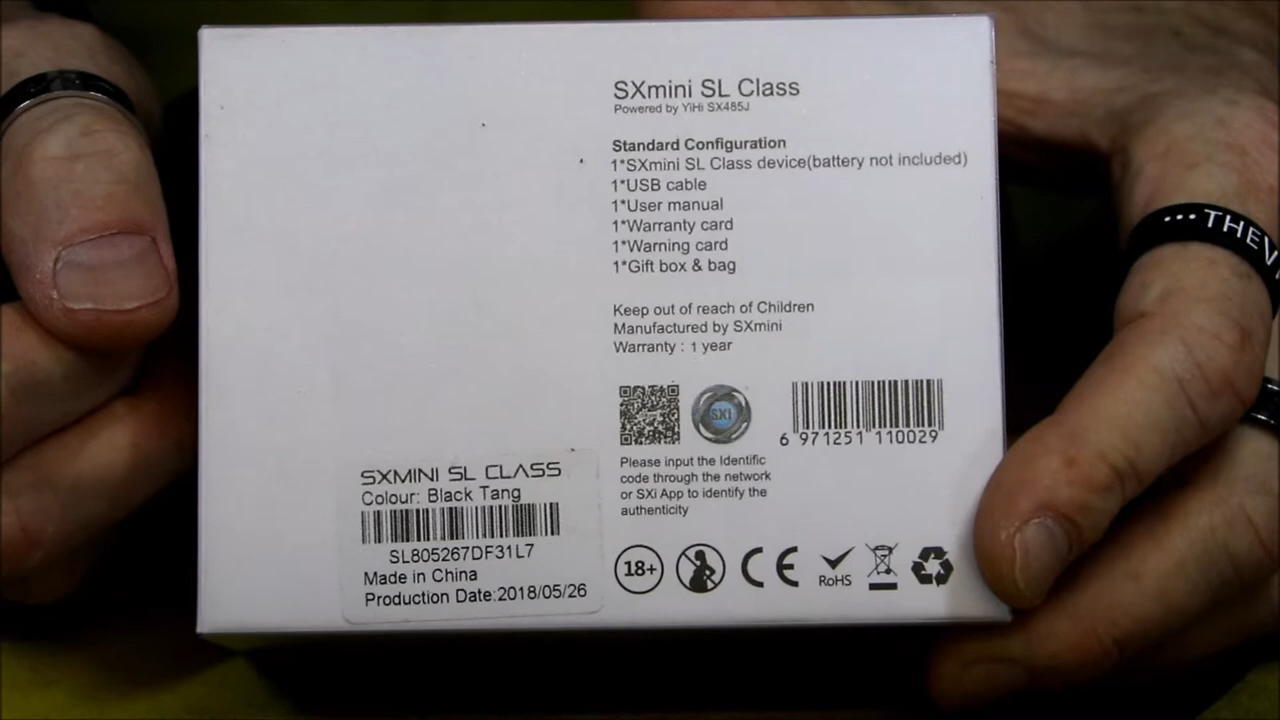 SXmini SL Class
Powered by YiHi SX485J
Standard Configuration
1*SXmini SL Class device(battery not included)
1*USB cable
1*User manual
1*Warranty card
1*Warning card
1*Gift box & bag
Keep out of reach of Children
Manufactured by SXmini
Warranty : 1 year
SXi
6 971251 110029
Please input the Identific
code through the network
or SXi App to identify the
authenticity
18+
CE
RoHS
SXMINI SL CLASS
Colour: Black Tang
SL805267DF31L7
Made in China
Production Date:2018/05/26
••• THE